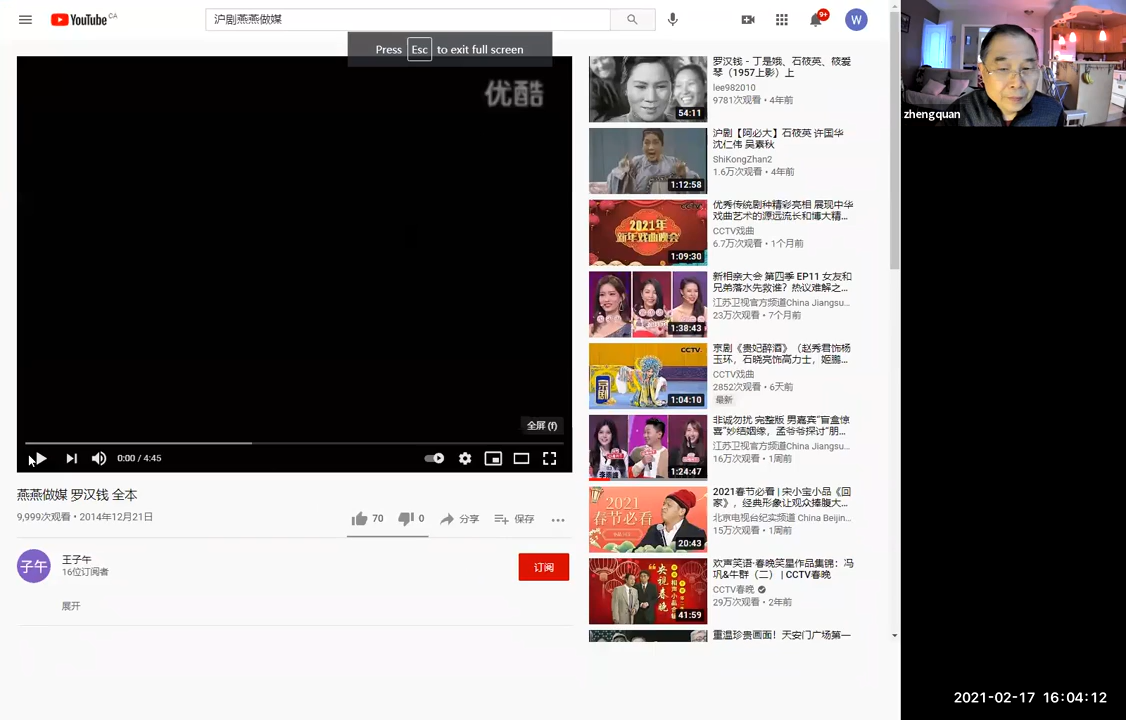 YouTube CA
沪剧燕燕做媒
9+
W
Press Esc to exit full screen
优酷
全屏 (f)
0:00 / 4:45
燕燕做媒 罗汉钱 全本
9,999次观看 • 2014年12月21日
70
0
分享
保存
子午
王子午
16位订阅者
订阅
展开
54:11
罗汉钱 - 丁是娥、石筱英、筱爱
琴（1957上影）上
lee982010
9781次观看 • 4年前
1:12:58
沪剧【阿必大】石筱英 许国华
沈仁伟 吴素秋
ShiKongZhan2
1.6万次观看 • 4年前
CCTV
2021年
新年戏曲晚会
1:09:30
优秀传统剧种精彩亮相 展现中华
戏曲艺术的源远流长和博大精...
CCTV戏曲
6.7万次观看 • 1个月前
1:38:43
新相亲大会 第四季 EP11 女友和
兄弟落水先救谁？热议难解之...
江苏卫视官方频道China Jiangsu...
23万次观看 • 7个月前
CCTV
京剧
1:04:10
京剧《贵妃醉酒》（赵秀君饰杨
玉环，石晓亮饰高力士，姬鹏...
CCTV戏曲
2852次观看 • 6天前
最新
1:24:47
非诚勿扰 完整版 男嘉宾“盲盒惊
喜”妙结姻缘，孟爷爷探讨“朋...
江苏卫视官方频道China Jiangsu...
16万次观看 • 1周前
2021
春节必看
20:43
2021春节必看 | 宋小宝小品《回
家》，经典形象让观众捧腹大...
北京电视台纪实频道 China Beijin...
15万次观看 • 1周前
央视春晚
41:59
欢声笑语·春晚笑星作品集锦：冯
巩&牛群（二） | CCTV春晚
CCTV春晚
29万次观看 • 2年前
重温珍贵画面！天安门广场第一
zhengquan
2021-02-17 16:04:12